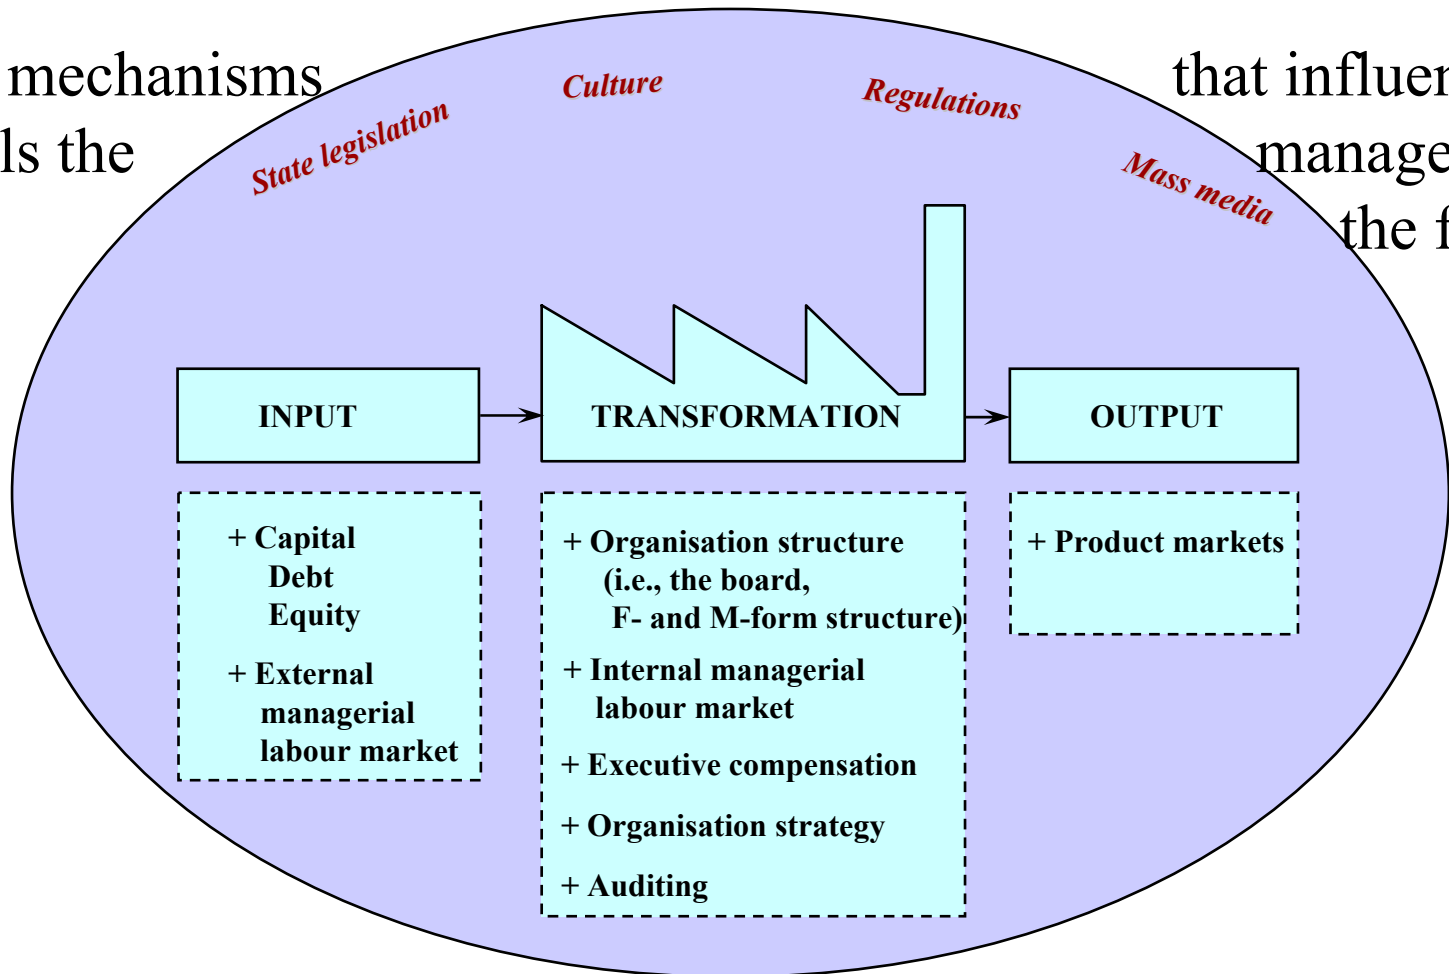 mechanisms
that influen
ls the
manage
the f
State legislation
Culture
Regulations
Mass media
INPUT
TRANSFORMATION
OUTPUT
+ Capital
Debt
Equity
+ External
managerial
labour market
+ Organisation structure
(i.e., the board,
F- and M-form structure)
+ Internal managerial
labour market
+ Executive compensation
+ Organisation strategy
+ Auditing
+ Product markets